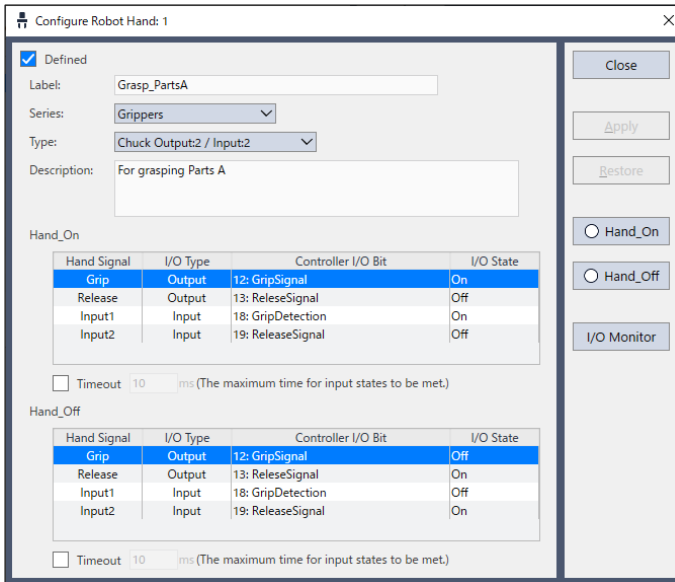 Configure Robot Hand: 1
Defined
Close
Label: Grasp_PartsA
Series: Grippers
Apply
Type: Chuck Output:2 / Input:2
Description: For grasping Parts A
Restore
Hand_On
Hand_On
Hand Signal I/O Type Controller I/O Bit I/O State
Grip Output 12: GripSignal On
Hand_Off
Release Output 13: ReleseSignal Off
Input1 Input 18: GripDetection On
Input2 Input 19: ReleaseSignal Off
I/O Monitor
Timeout 10 ms (The maximum time for input states to be met.)
Hand_Off
Hand Signal I/O Type Controller I/O Bit I/O State
Grip Output 12: GripSignal Off
Release Output 13: ReleseSignal On
Input1 Input 18: GripDetection Off
Input2 Input 19: ReleaseSignal On
Timeout 10 ms (The maximum time for input states to be met.)